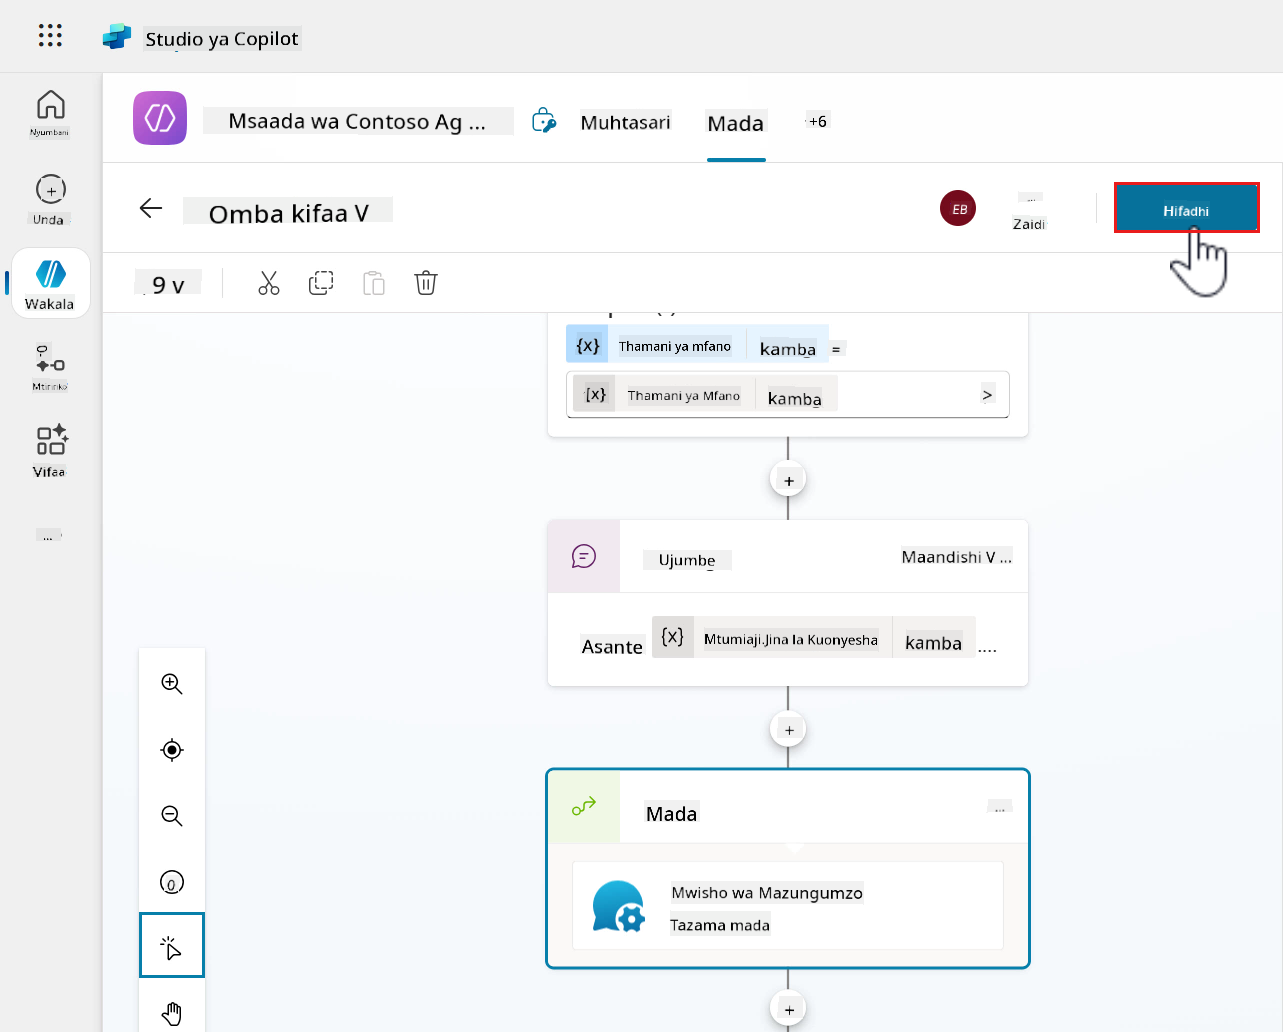 Studio ya Copilot
Nyumbani
Unda
Wakala
Mtiririko
Vifaa
...
Msaada wa Contoso Ag ...
Muhtasari
Mada
+6
Omba kifaa V
EB
...
Zaidi
Hifadhi
9 v
{x} Thamani ya mfano kamba =
[x} Thamani ya Mfano kamba >
+
Ujumbe
Maandishi V ...
Asante {x} Mtumiaji.Jina la Kuonyesha kamba ....
+
Mada
...
Mwisho wa Mazungumzo
Tazama mada
+